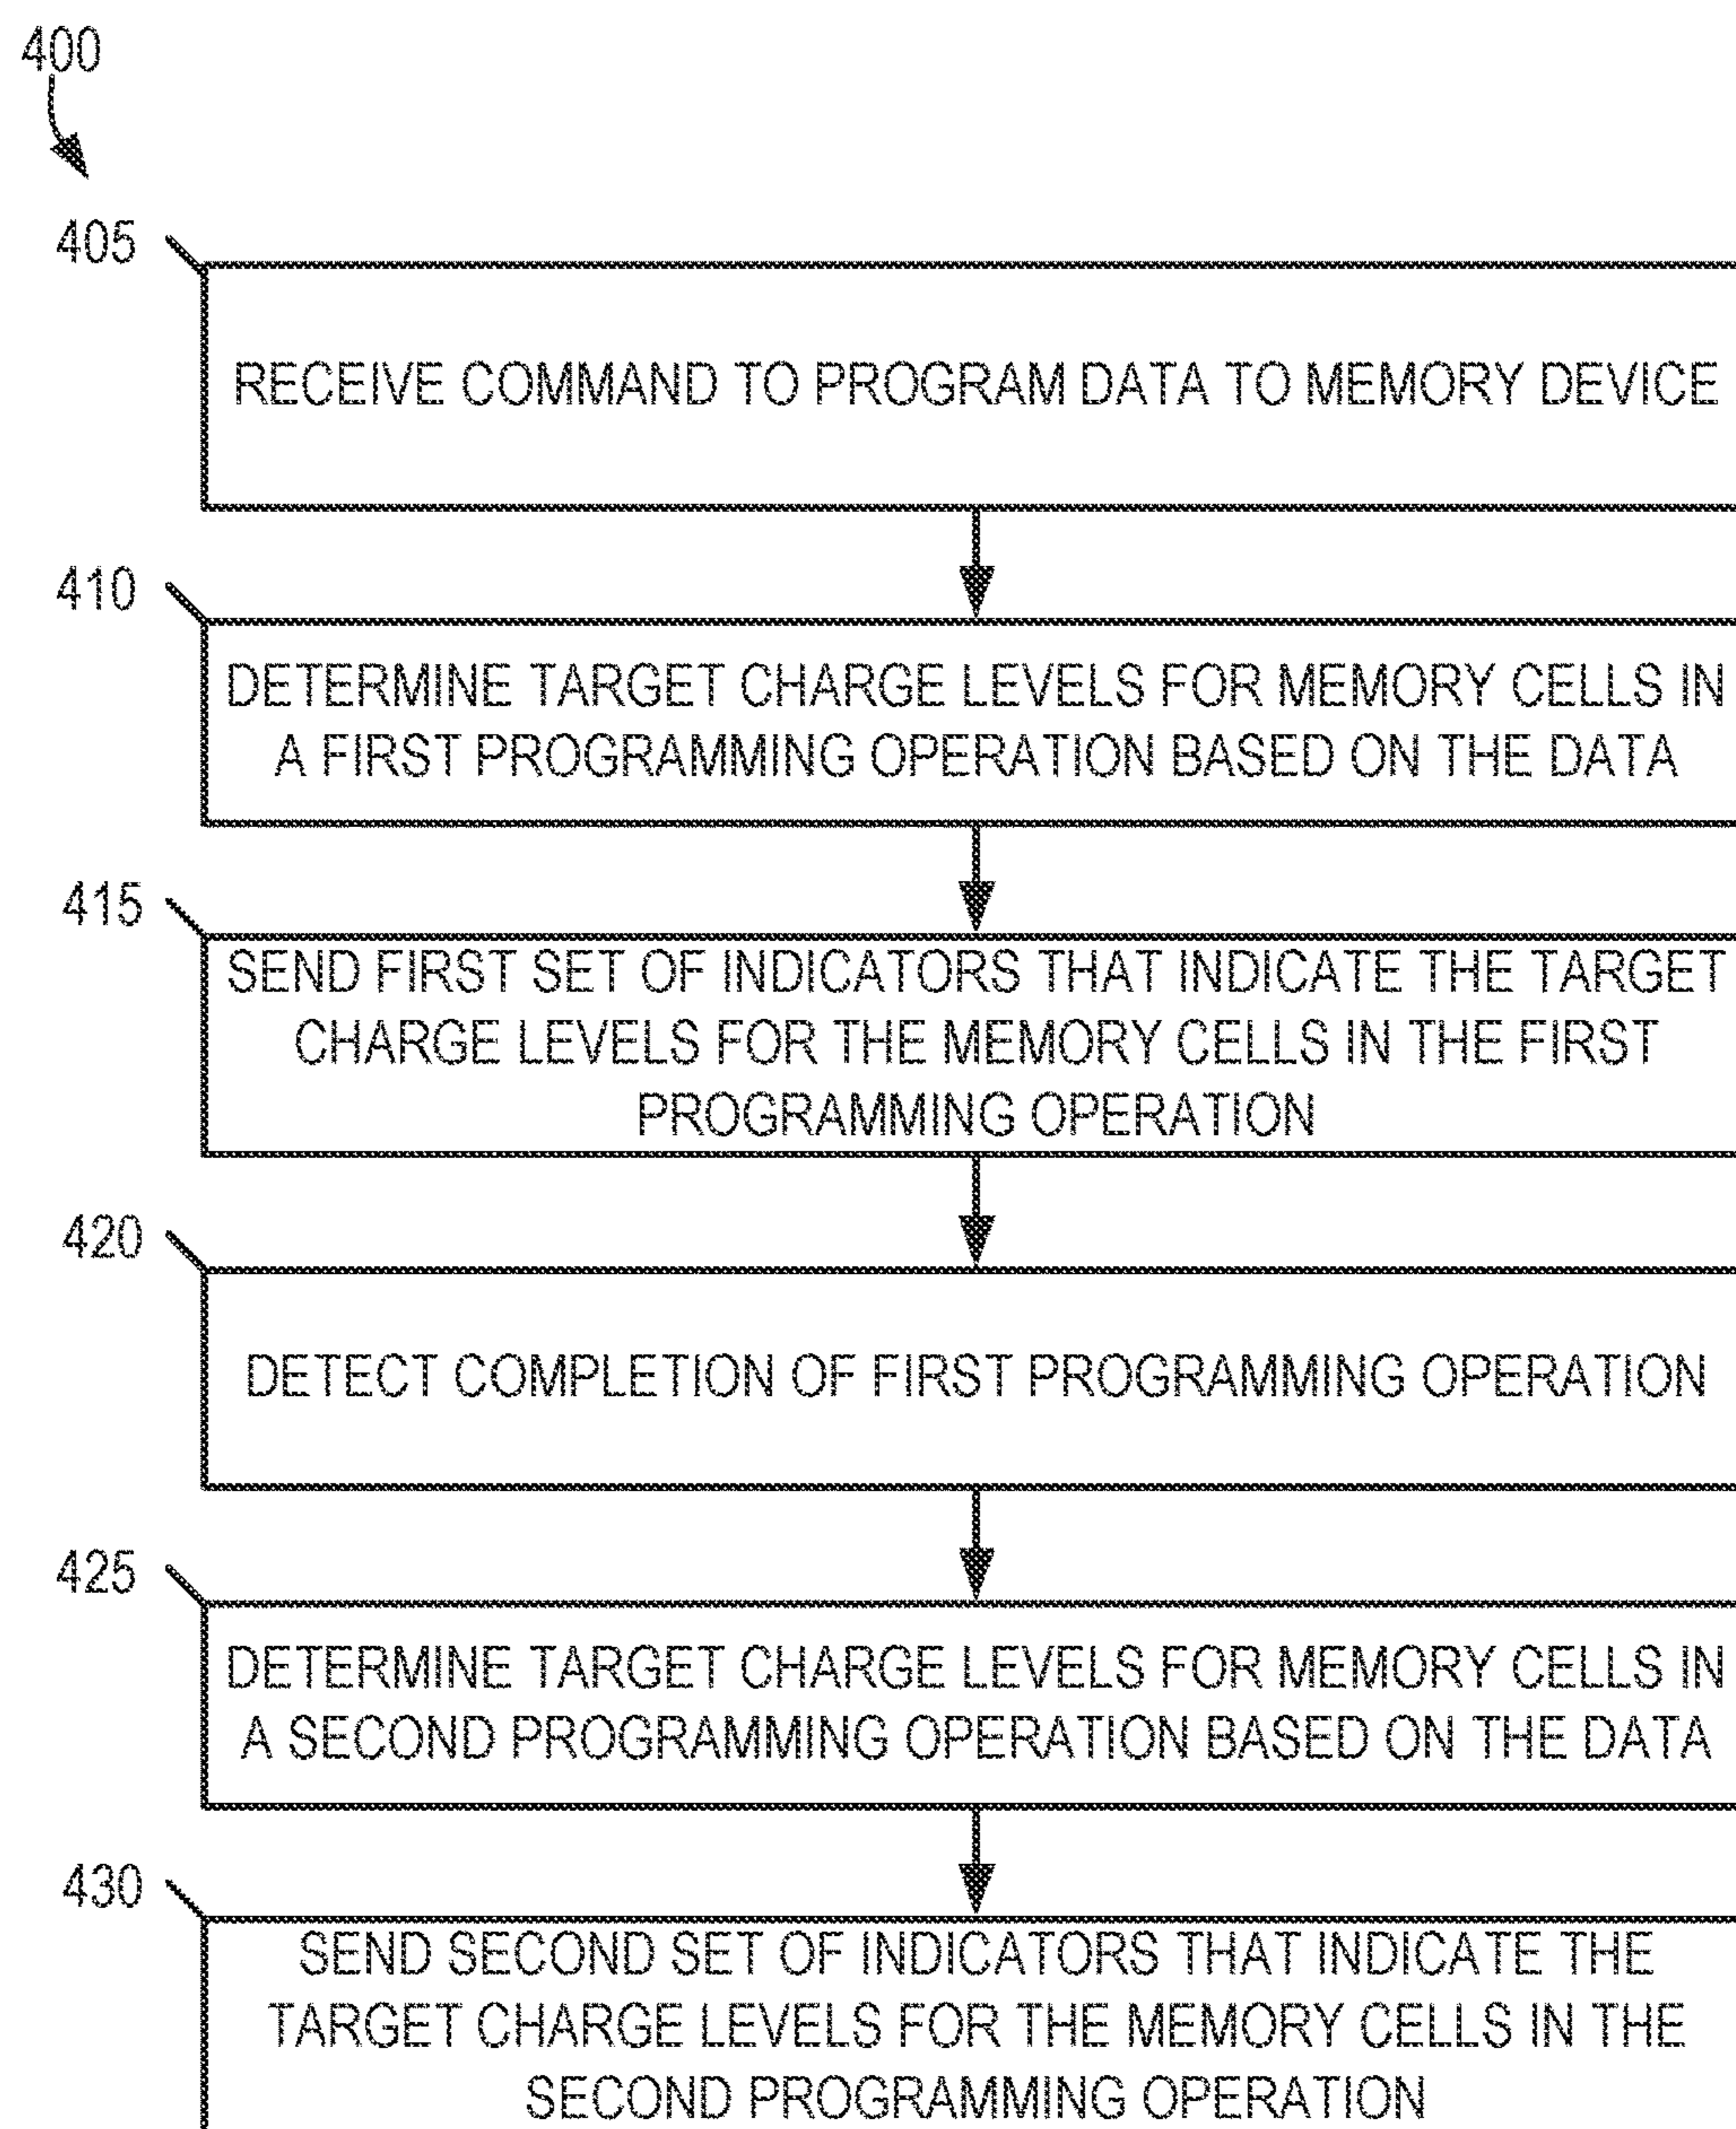 400
405
RECEIVE COMMAND TO PROGRAM DATA TO MEMORY DEVICE
410
DETERMINE TARGET CHARGE LEVELS FOR MEMORY CELLS IN
A FIRST PROGRAMMING OPERATION BASED ON THE DATA
415
SEND FIRST SET OF INDICATORS THAT INDICATE THE TARGET
CHARGE LEVELS FOR THE MEMORY CELLS IN THE FIRST
PROGRAMMING OPERATION
420
DETECT COMPLETION OF FIRST PROGRAMMING OPERATION
425
DETERMINE TARGET CHARGE LEVELS FOR MEMORY CELLS IN
A SECOND PROGRAMMING OPERATION BASED ON THE DATA
430
SEND SECOND SET OF INDICATORS THAT INDICATE THE
TARGET CHARGE LEVELS FOR THE MEMORY CELLS IN THE
SECOND PROGRAMMING OPERATION